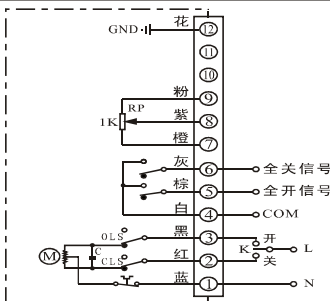 花
GND 12
11
10
粉 9
RP
紫 8
1K
橙 7
灰 6 全关信号
棕 5 全开信号
白 4 COM
黑 3 开
OLS
K L
M C
红 2 关
CLS
蓝 1 N